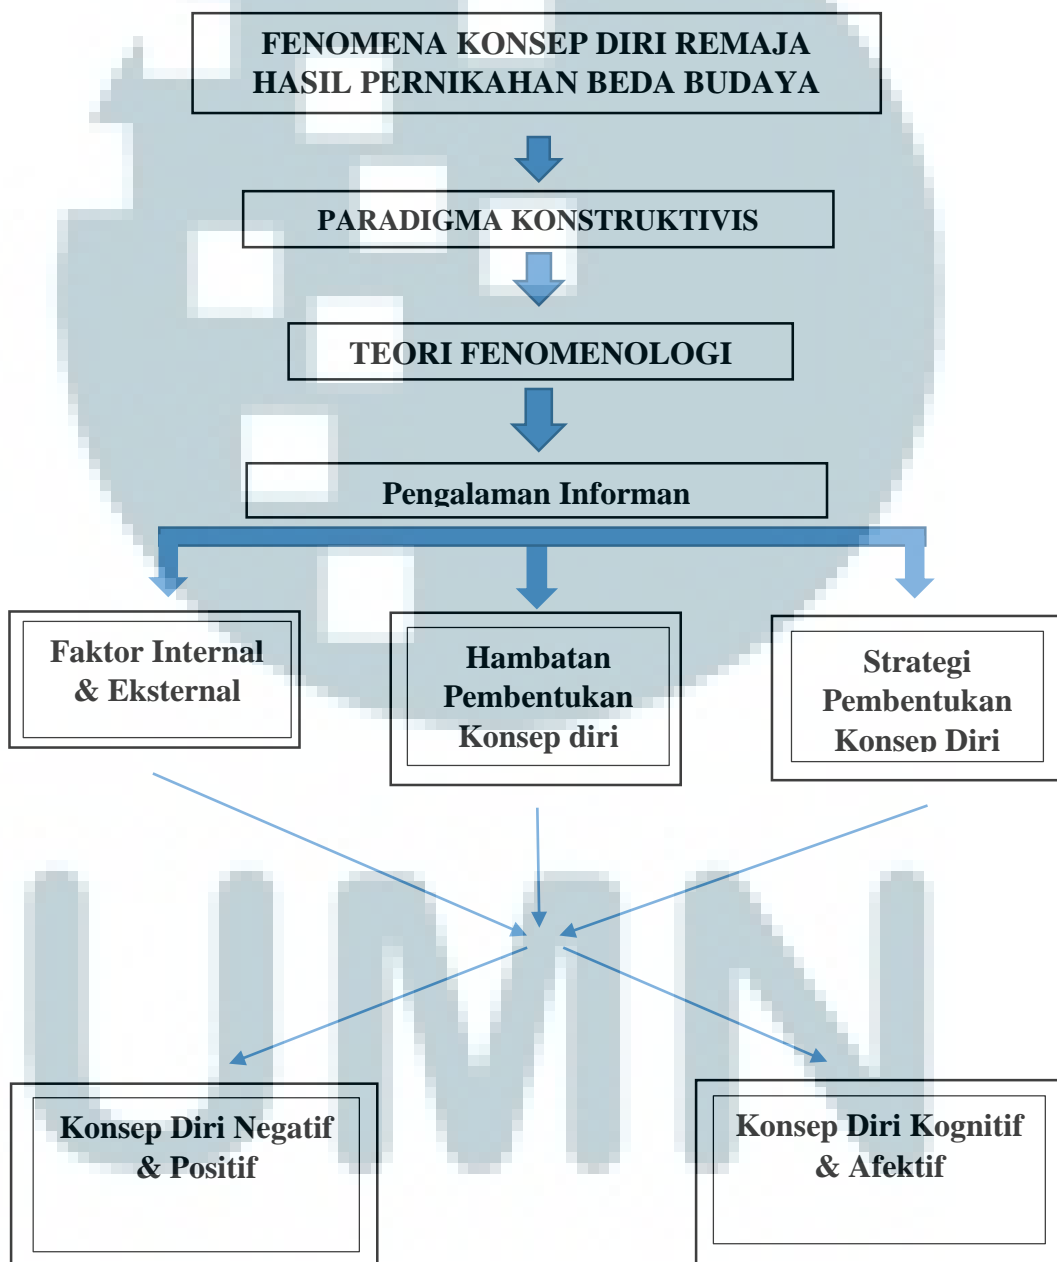 FENOMENA KONSEP DIRI REMAJA
HASIL PERNIKAHAN BEDA BUDAYA
PARADIGMA KONSTRUKTIVIS
TEORI FENOMENOLOGI
Pengalaman Informan
Faktor Internal
& Eksternal
Hambatan
Pembentukan
Konsep diri
Strategi
Pembentukan
Konsep Diri
UMN
Konsep Diri Negatif
& Positif
Konsep Diri Kognitif
& Afektif